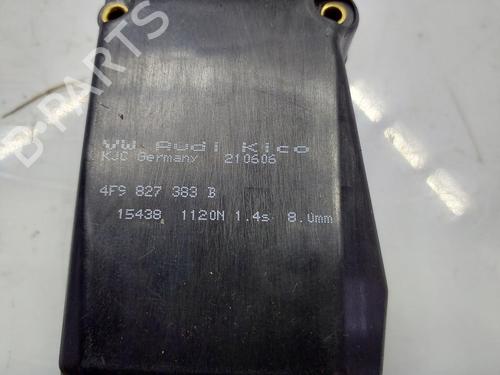 B-PARTS
VW Audi Kico
KJC Germany 210606
4F9 827 383 B
15438 1120N 1.4s 8.0mm